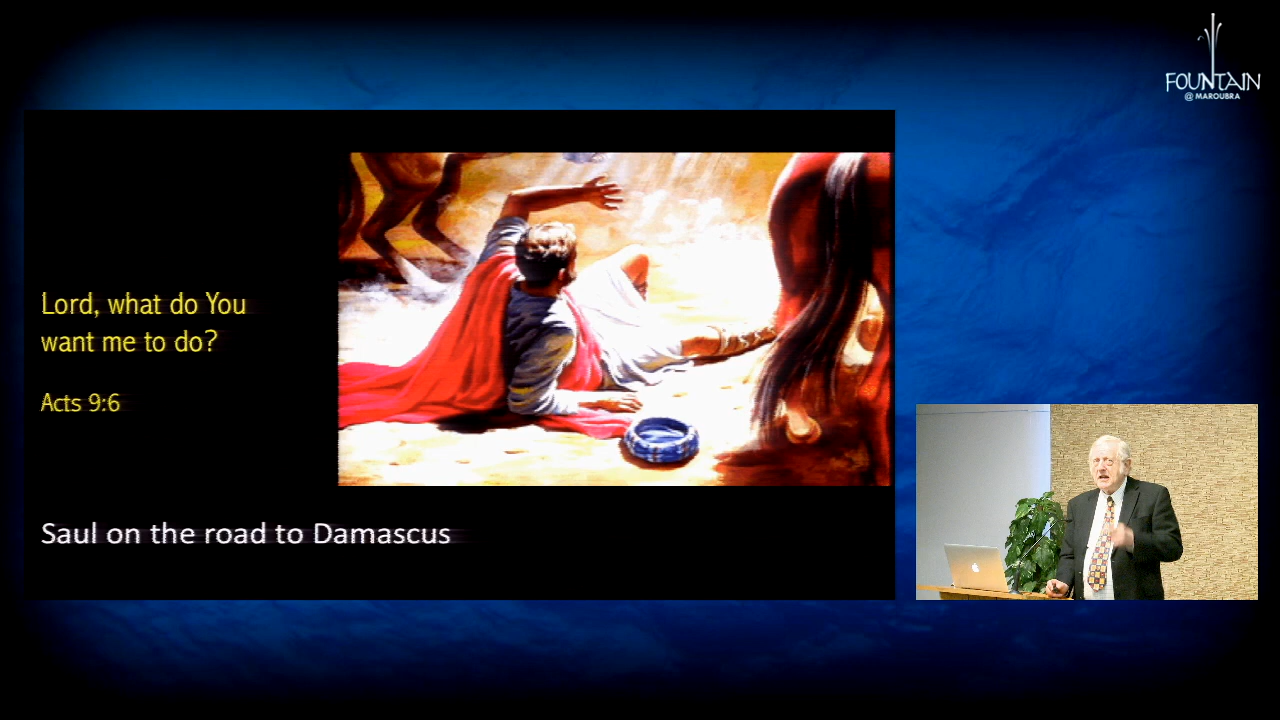 FOUNTAIN
@ MAROUBRA
Lord, what do You
want me to do?
Acts 9:6
Saul on the road to Damascus